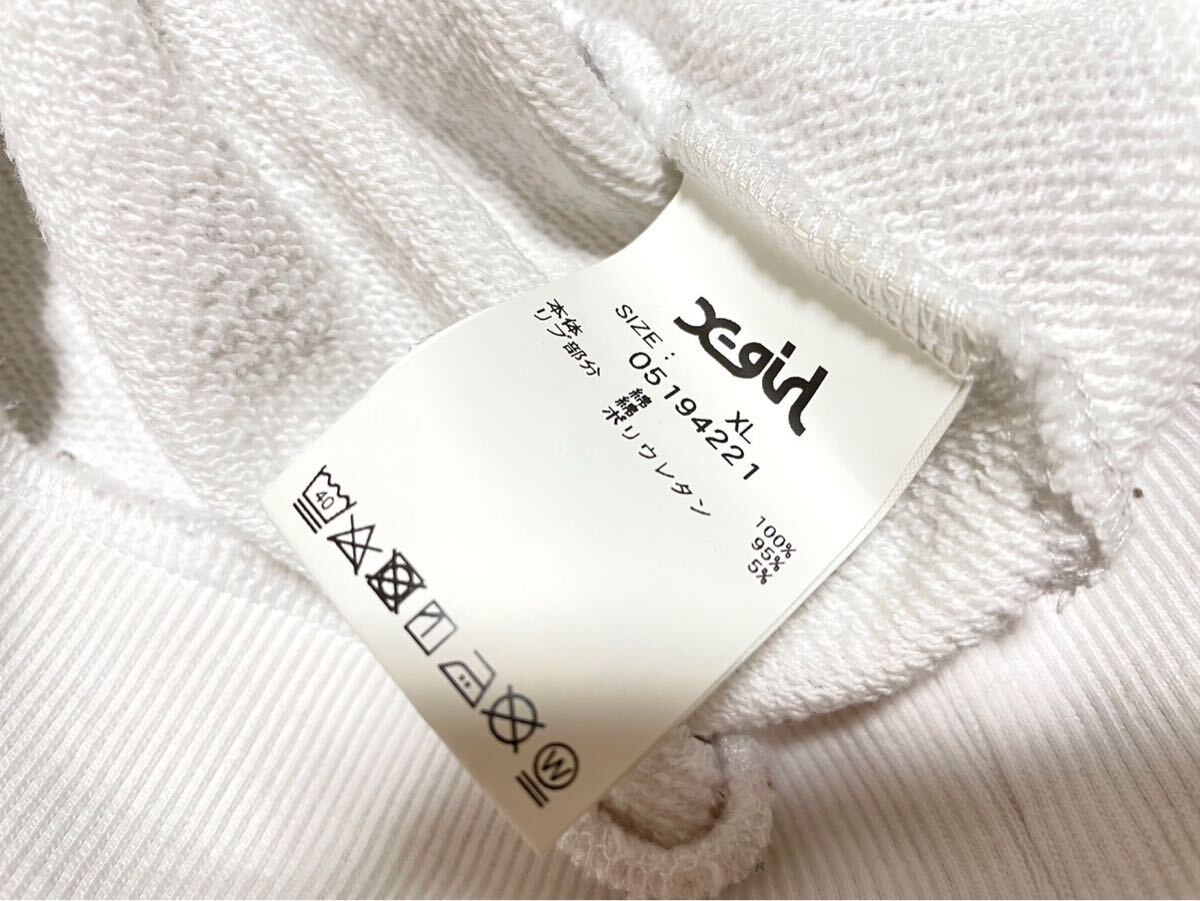 X-girl
SIZE: XL
05194221
本体 綿 100%
リブ部分 綿 95%
ポリウレタン 5%
40
W